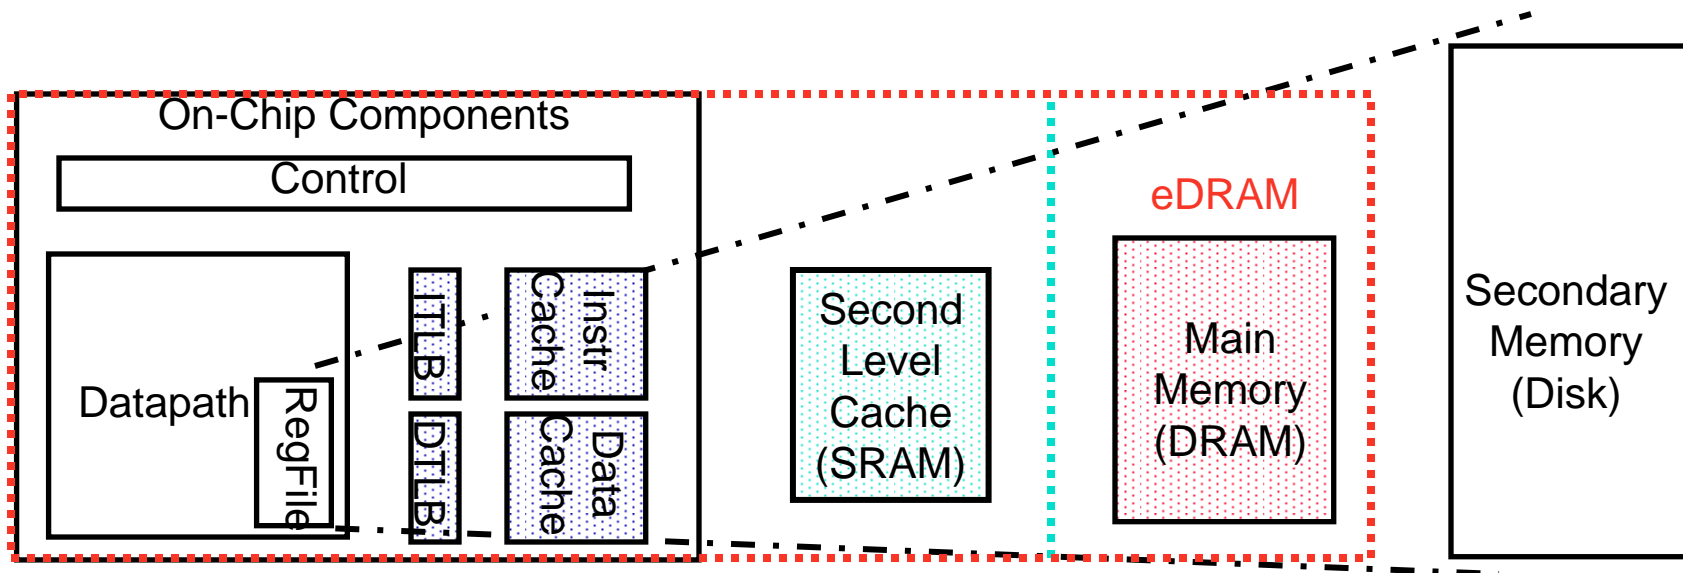 On-Chip Components
Control
Datapath
RegFile
ITLB
DTLB
Instr
Cache
Data
Cache
Second
Level
Cache
(SRAM)
eDRAM
Main
Memory
(DRAM)
Secondary
Memory
(Disk)